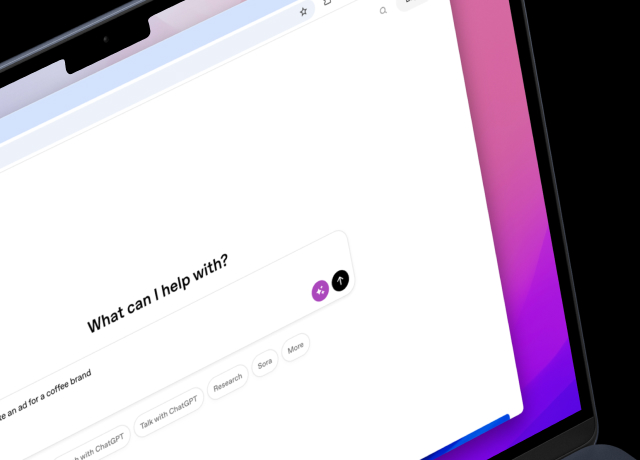 What can I help with?
an ad for a coffee brand
with ChatGPT
Talk with ChatGPT
Research
Sora
More